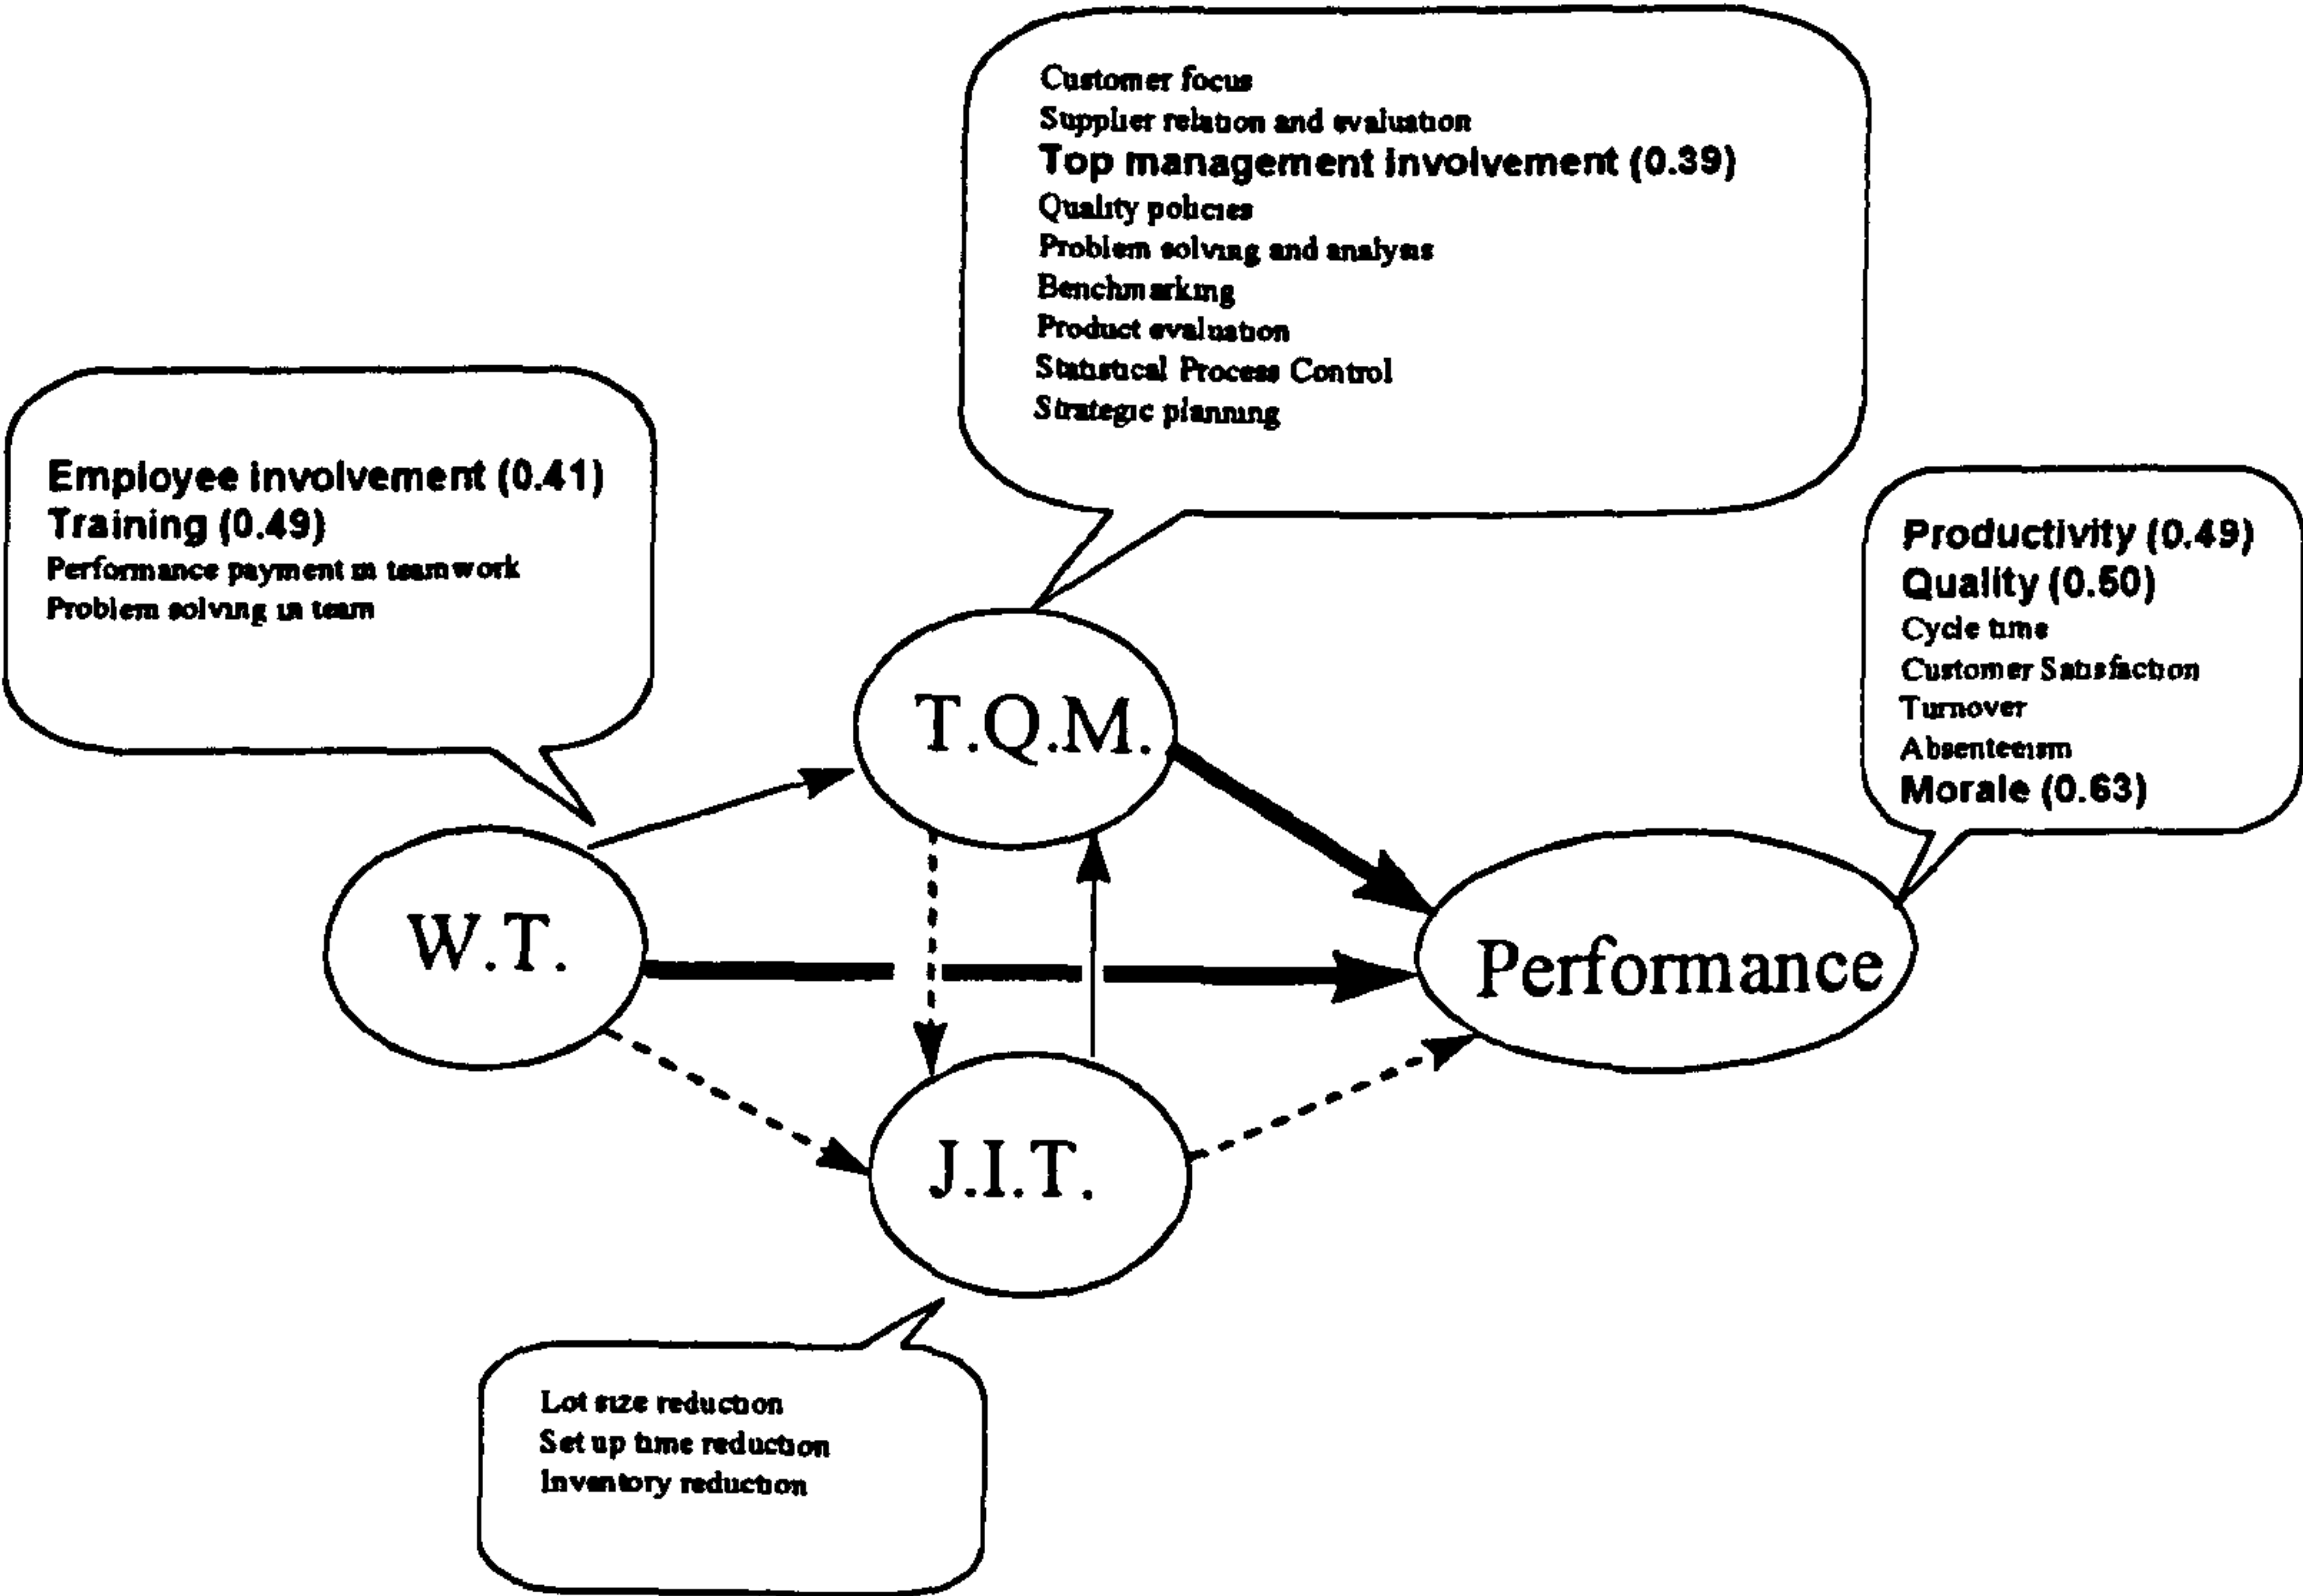 Customer focus
Supplier relation and evaluation
Top management involvement (0.39)
Quality policies
Problem solving and analysis
Benchmarking
Product evaluation
Statistical Process Control
Strategic planning
Employee involvement (0.41)
Training (0.49)
Performance payment in teamwork
Problem solving in team
Productivity (0.49)
Quality (0.50)
Cycle time
Customer Satisfaction
Turnover
Absenteeism
Morale (0.63)
T.Q.M.
W.T.
Performance
J.I.T.
Lot size reduction
Set up time reduction
Inventory reduction